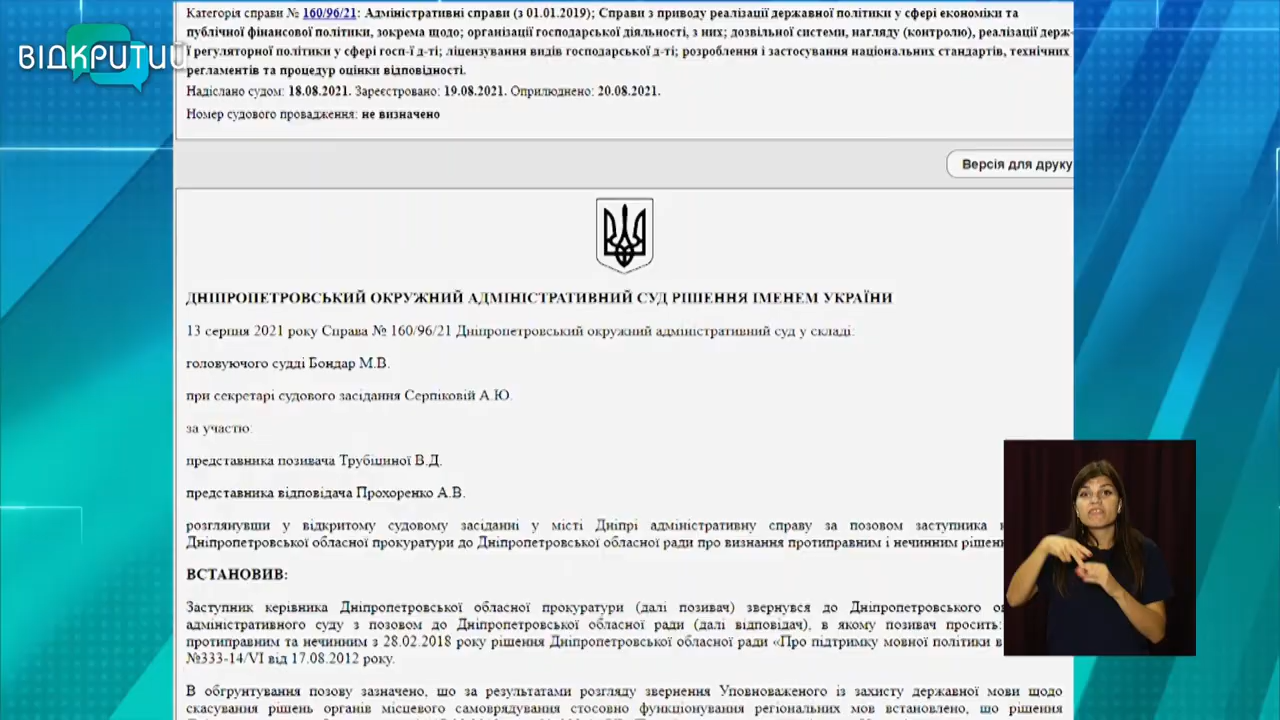 ВІДКРИТИЙ
Категорія справи № 160/96/21: Адміністративні справи (з 01.01.2019); Справи з приводу реалізації державної політики у сфері економіки та
публічної фінансової політики, зокрема щодо; організації господарської діяльності, з них; дозвільної системи, нагляду (контролю), реалізації держ-
ї регуляторної політики у сфері госп-ї д-ті; ліцензування видів господарської д-ті; розроблення і застосування національних стандартів, технічних
регламентів та процедур оцінки відповідності.
Надіслано судом: 18.08.2021. Зареєстровано: 19.08.2021. Оприлюднено: 20.08.2021.
Номер судового провадження: не визначено
Версія для друку
ДНІПРОПЕТРОВСЬКИЙ ОКРУЖНИЙ АДМІНІСТРАТИВНИЙ СУД РІШЕННЯ ІМЕНЕМ УКРАЇНИ
13 серпня 2021 року Справа № 160/96/21 Дніпропетровський окружний адміністративний суд у складі:
головуючого судді Бондар М.В.
при секретарі судового засідання Серпіковій А.Ю.
за участю:
представника позивача Трубіциної В.Д.
представника відповідача Прохоренко А.В.
розглянувши у відкритому судовому засіданні у місті Дніпрі адміністративну справу за позовом заступника
Дніпропетровської обласної прокуратури до Дніпропетровської обласної ради про визнання протиправним і нечинним рішен
ВСТАНОВИВ:
Заступник керівника Дніпропетровської обласної прокуратури (далі позивач) звернувся до Дніпропетровського
адміністративного суду з позовом до Дніпропетровської обласної ради (далі відповідач), в якому позивач просить:
протиправним та нечинним з 28.02.2018 року рішення Дніпропетровської обласної ради «Про підтримку мовної політики в
№333-14/VI від 17.08.2012 року.
В обгрунтування позову зазначено, що за результатами розгляду звернення Уповноваженого із захисту державної мови щодо
скасування рішень органів місцевого самоврядування стосовно функціонування регіональних мов встановлено, що рішення